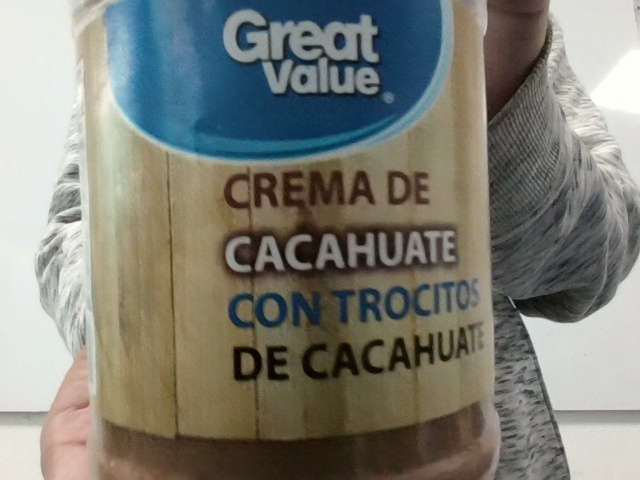 Great
Value®
CREMA DE
CACAHUATE
CON TROCITOS
DE CACAHUATE